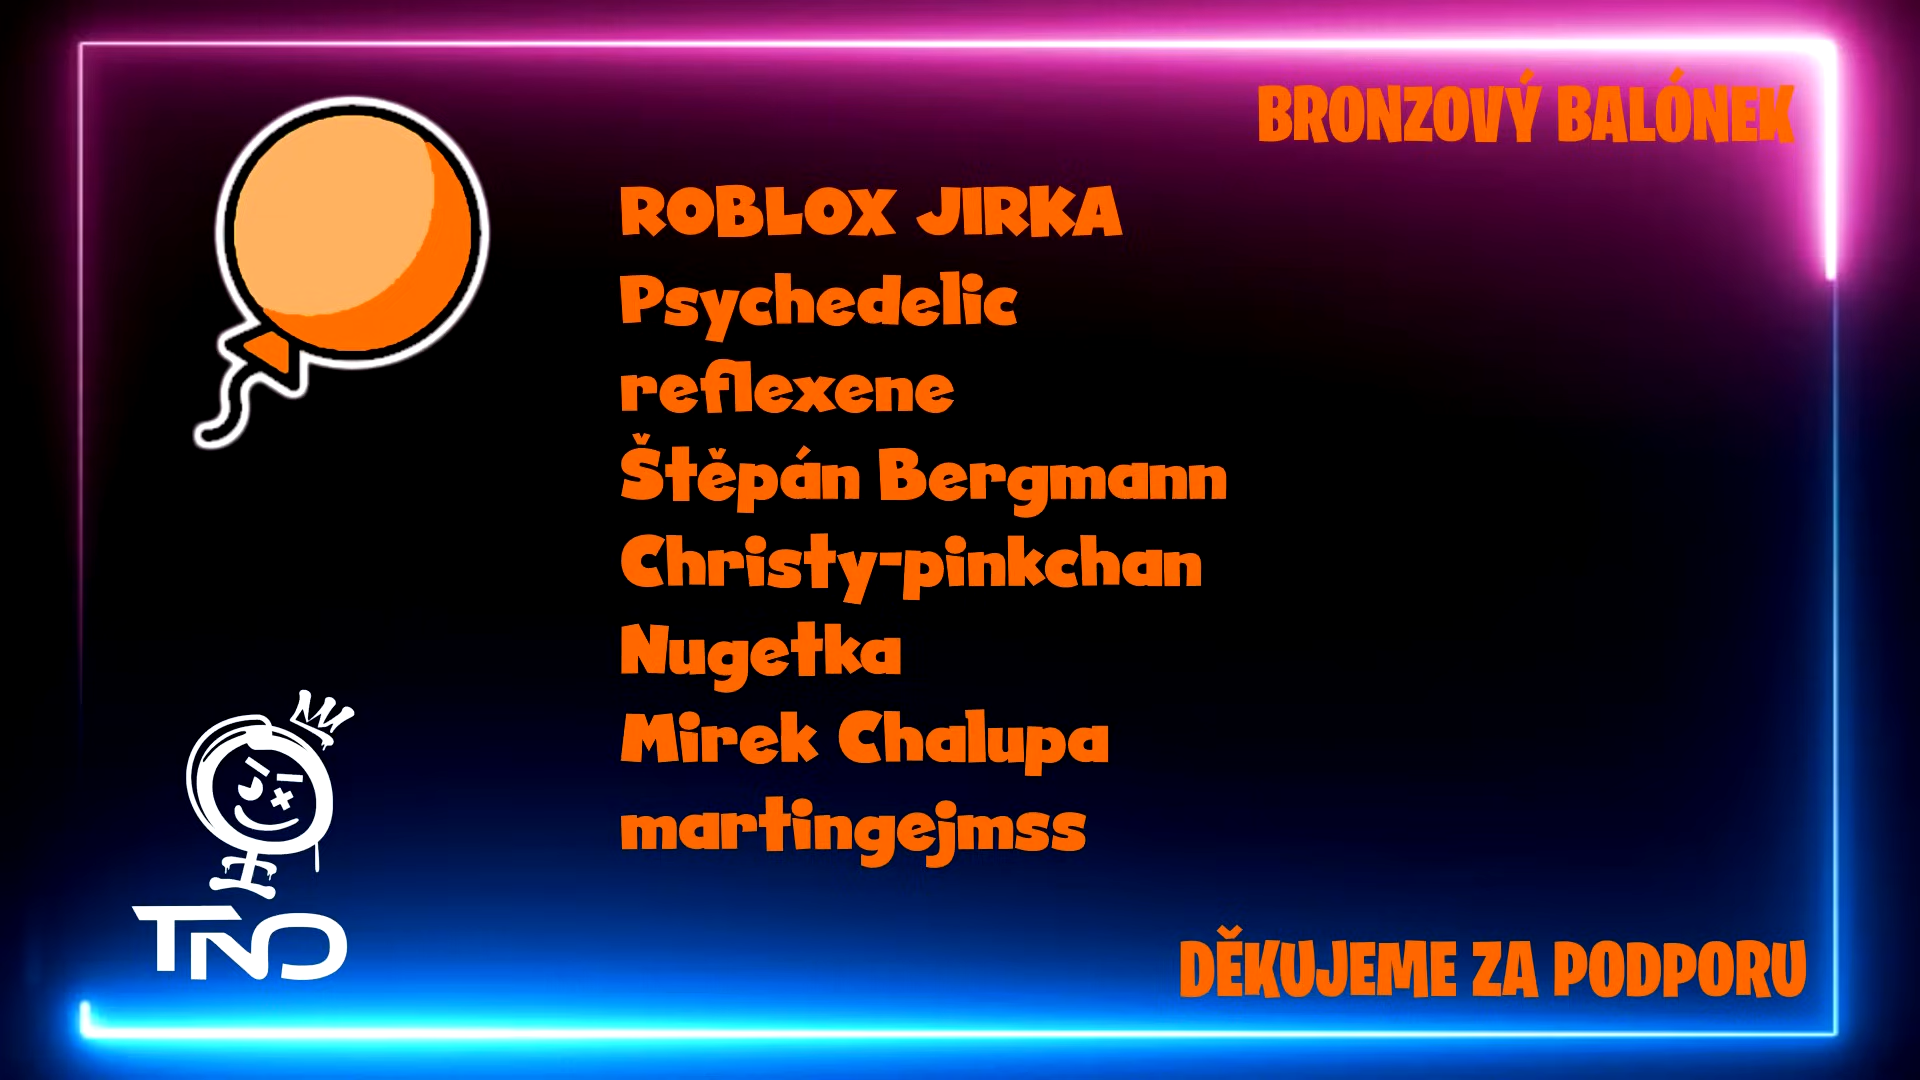 BRONZOVÝ BALÓNEK
ROBLOX JIRKA
Psychedelic
reflexene
Štěpán Bergmann
Christy-pinkchan
Nugetka
Mirek Chalupa
martingejmss
TNO
DĚKUJEME ZA PODPORU